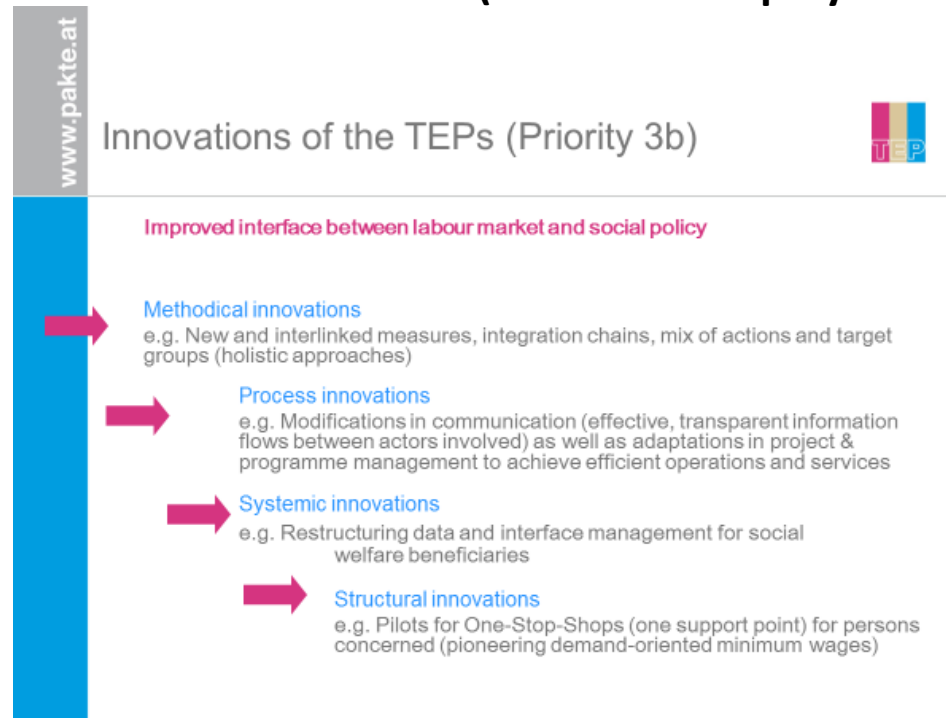 www.pakte.at
Innovations of the TEPs (Priority 3b)
TEP
Improved interface between labour market and social policy
Methodical innovations
e.g. New and interlinked measures, integration chains, mix of actions and target
groups (holistic approaches)
Process innovations
e.g. Modifications in communication (effective, transparent information
flows between actors involved) as well as adaptations in project &
programme management to achieve efficient operations and services
Systemic innovations
e.g. Restructuring data and interface management for social
welfare beneficiaries
Structural innovations
e.g. Pilots for One-Stop-Shops (one support point) for persons
concerned (pioneering demand-oriented minimum wages)